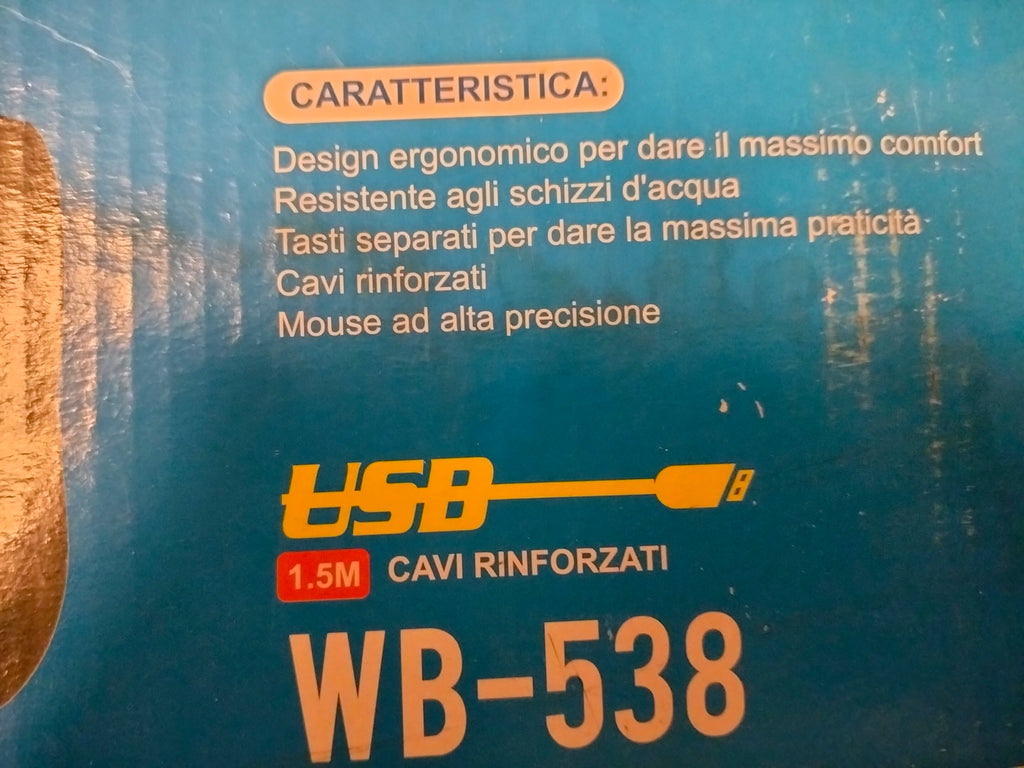 CARATTERISTICA:
Design ergonomico per dare il massimo comfort
Resistente agli schizzi d'acqua
Tasti separati per dare la massima praticità
Cavi rinforzati
Mouse ad alta precisione
USB
1.5M CAVI RINFORZATI
WB-538